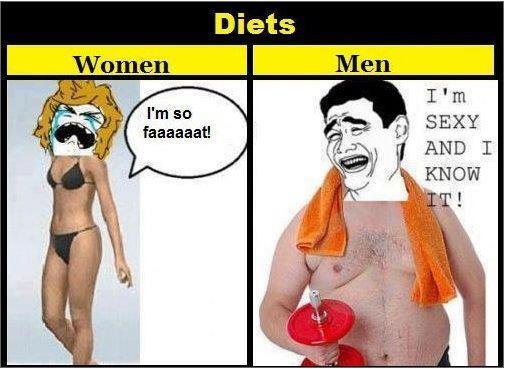 Diets
Women
Men
I'm so
faaaaaat!
I'm
SEXY
AND I
KNOW
IT!